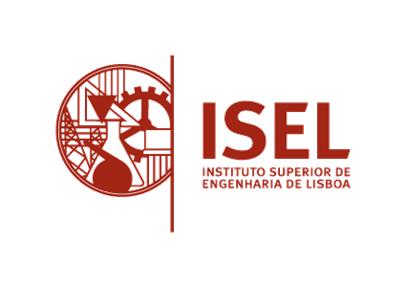 ISEL
INSTITUTO SUPERIOR DE
ENGENHARIA DE LISBOA